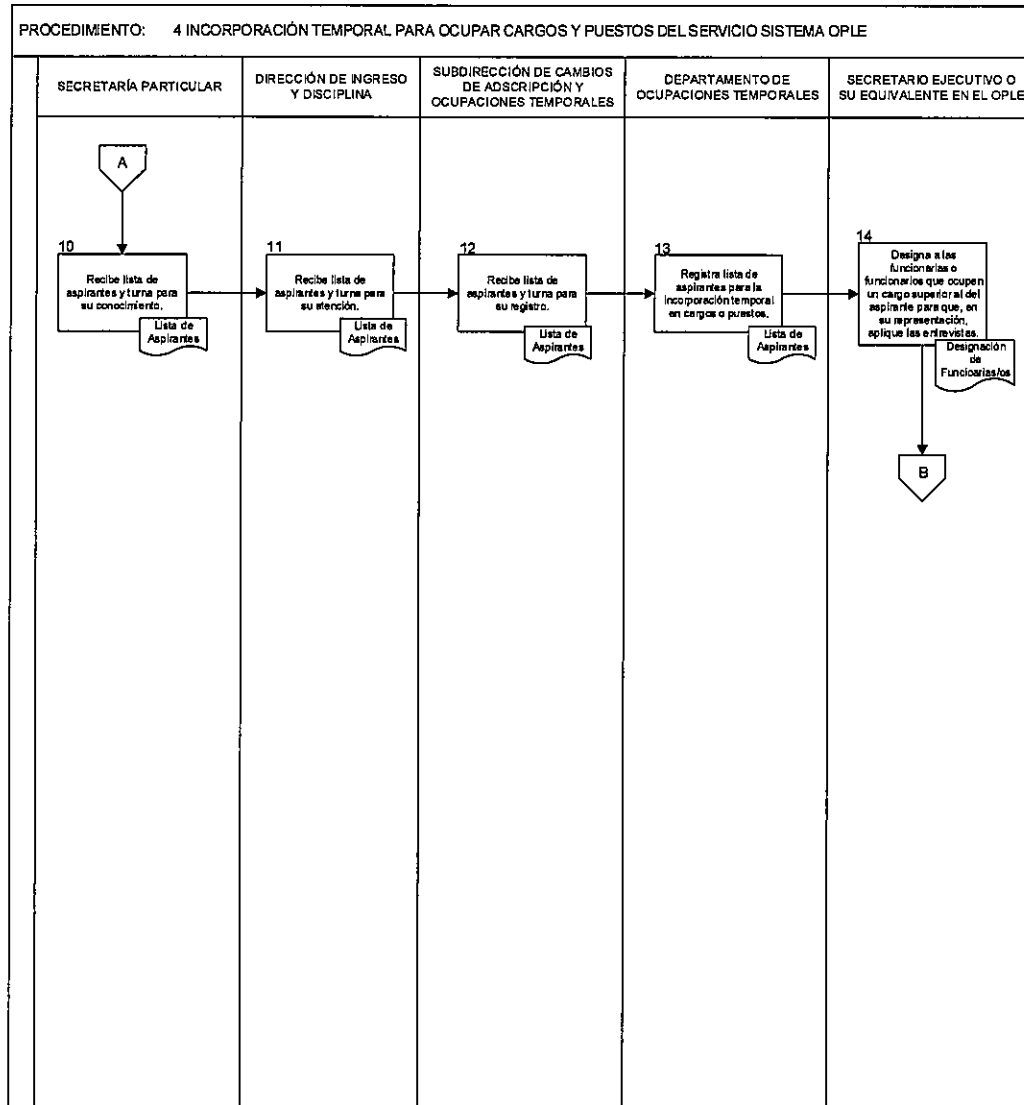 PROCEDIMIENTO: 4 INCORPORACIÓN TEMPORAL PARA OCUPAR CARGOS Y PUESTOS DEL SERVICIO SISTEMA OPLE
SECRETARÍA PARTICULAR
DIRECCIÓN DE INGRESO
Y DISCIPLINA
SUBDIRECCIÓN DE CAMBIOS
DE ADSCRIPCIÓN Y
OCUPACIONES TEMPORALES
DEPARTAMENTO DE
OCUPACIONES TEMPORALES
SECRETARIO EJECUTIVO O
SU EQUIVALENTE EN EL OPLE
A
10
Recibe lista de
aspirantes y turna para
su conocimiento.
Lista de
Aspirantes
11
Recibe lista de
aspirantes y turna para
su atención.
Lista de
Aspirantes
12
Recibe lista de
aspirantes y turna para
su registro.
Lista de
Aspirantes
13
Registra lista de
aspirantes para la
incorporación temporal
en cargos o puestos.
Lista de
Aspirantes
14
Designa a las
funcionarias o
funcionarios que ocupen
un cargo superior al del
aspirante para que, en
su representación,
aplique las entrevistas.
Designación
de
Funcioarias/os
B